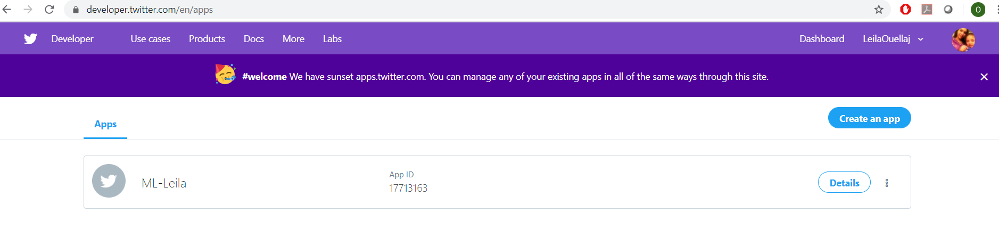 developer.twitter.com/en/apps
O
Developer Use cases Products Docs More Labs Dashboard LeilaOuellaj
#welcome We have sunset apps.twitter.com. You can manage any of your existing apps in all of the same ways through this site.
Create an app
Apps
App ID
ML-Leila
17713163
Details